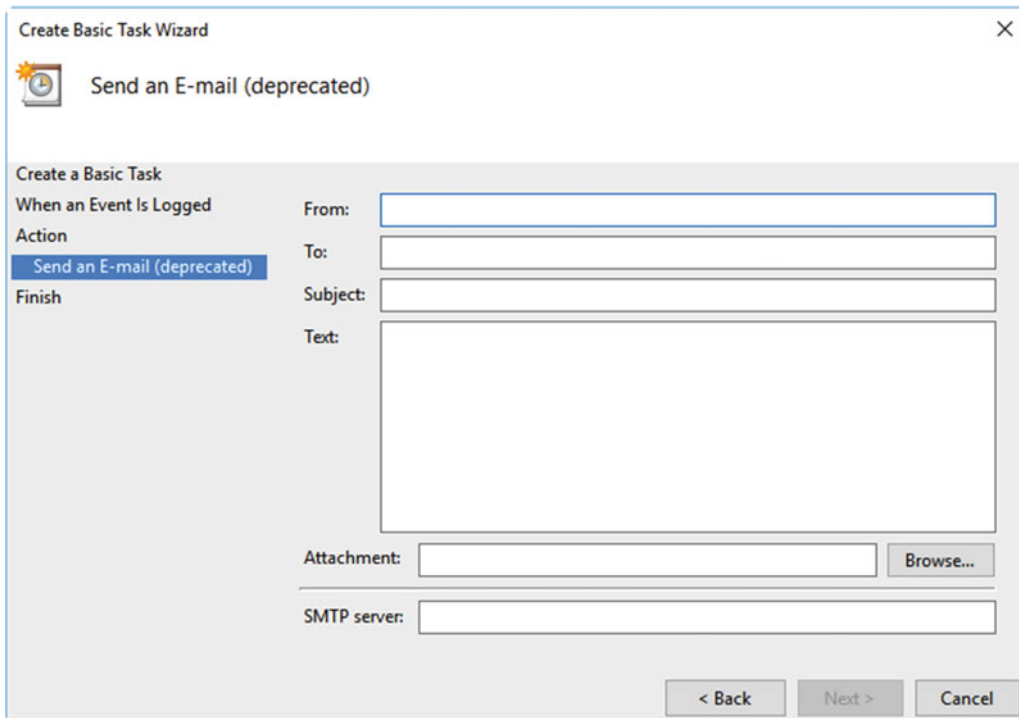 Create Basic Task Wizard
Send an E-mail (deprecated)
Create a Basic Task
When an Event Is Logged
Action
Send an E-mail (deprecated)
Finish
From:
To:
Subject:
Text:
Attachment:
Browse...
SMTP server:
< Back
Next >
Cancel